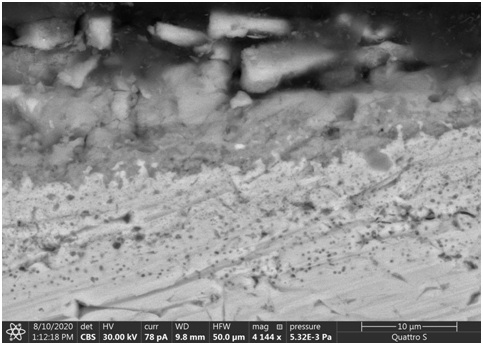 8/10/2020 det HV curr WD HFW mag pressure 10 μm
1:12:18 PM CBS 30.00 kV 78 pA 9.8 mm 50.0 μm 4 144 x 5.32E-3 Pa Quattro S